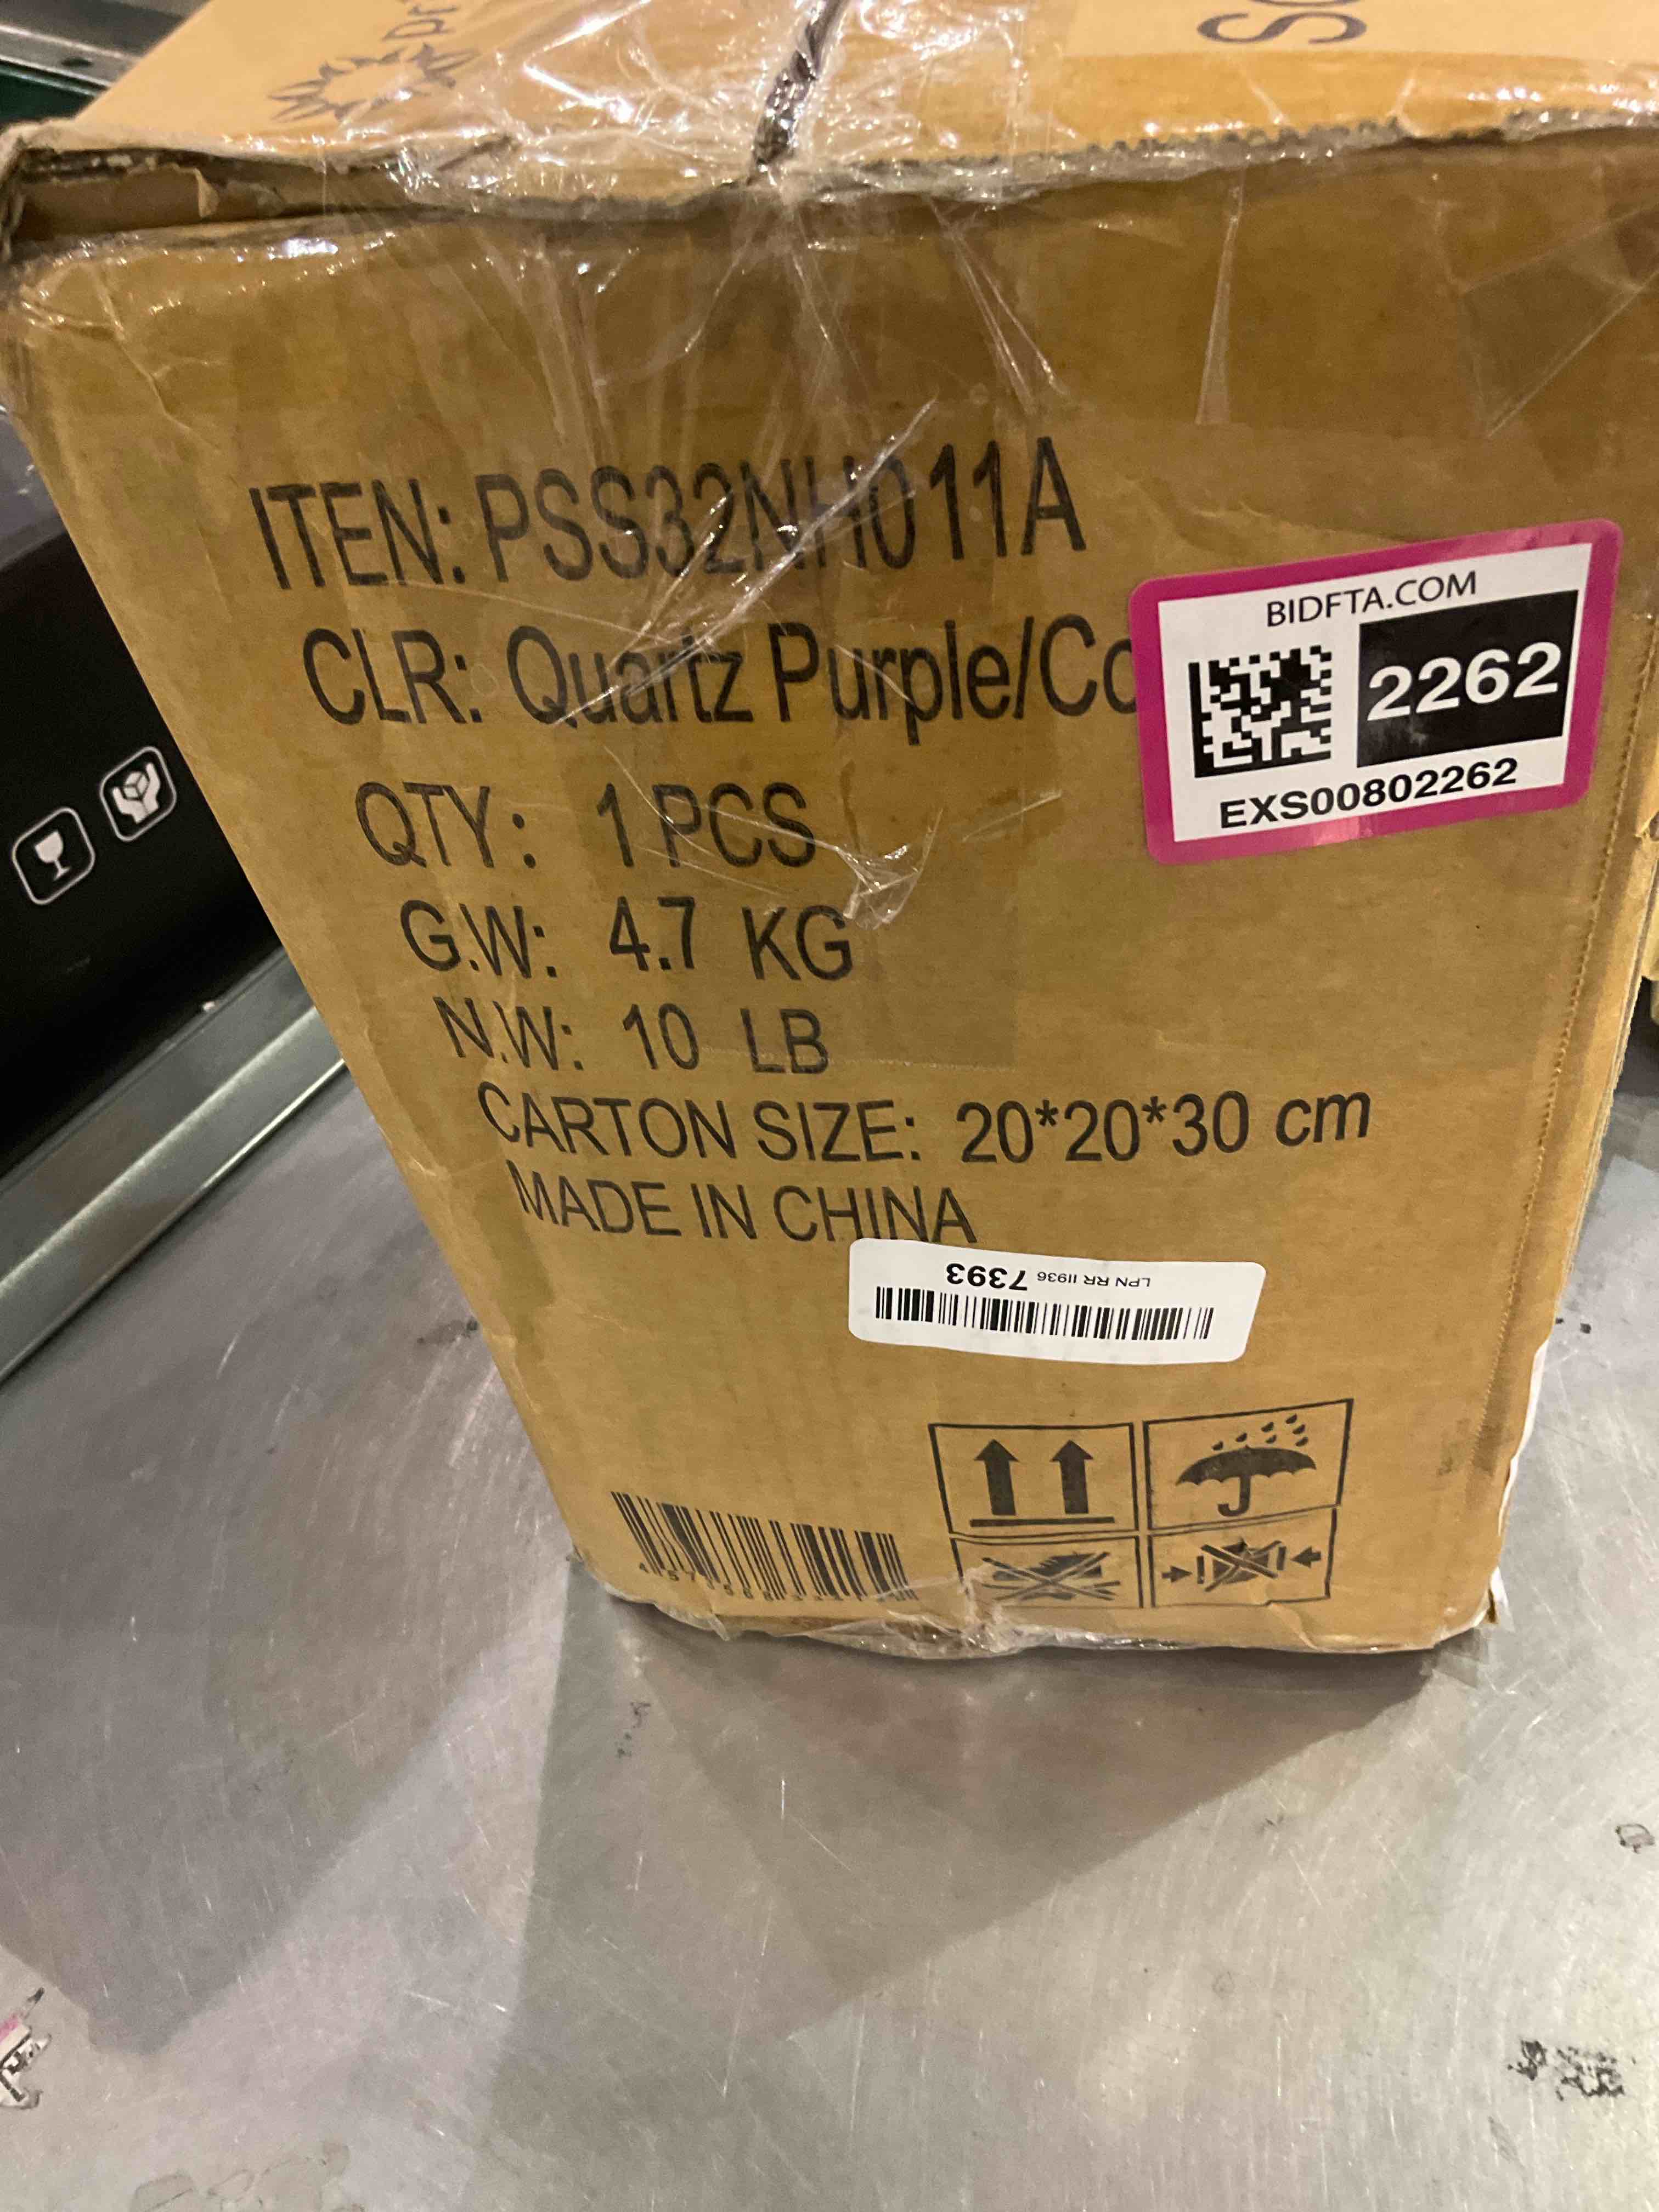 ITEN: PSS32NH011A
CLR: Quartz Purple/Co
QTY: 1 PCS
G.W: 4.7 KG
N.W: 10 LB
CARTON SIZE: 20*20*30 cm
MADE IN CHINA
BIDFTA.COM
2262
EXS00802262
LPN RR II936 7393